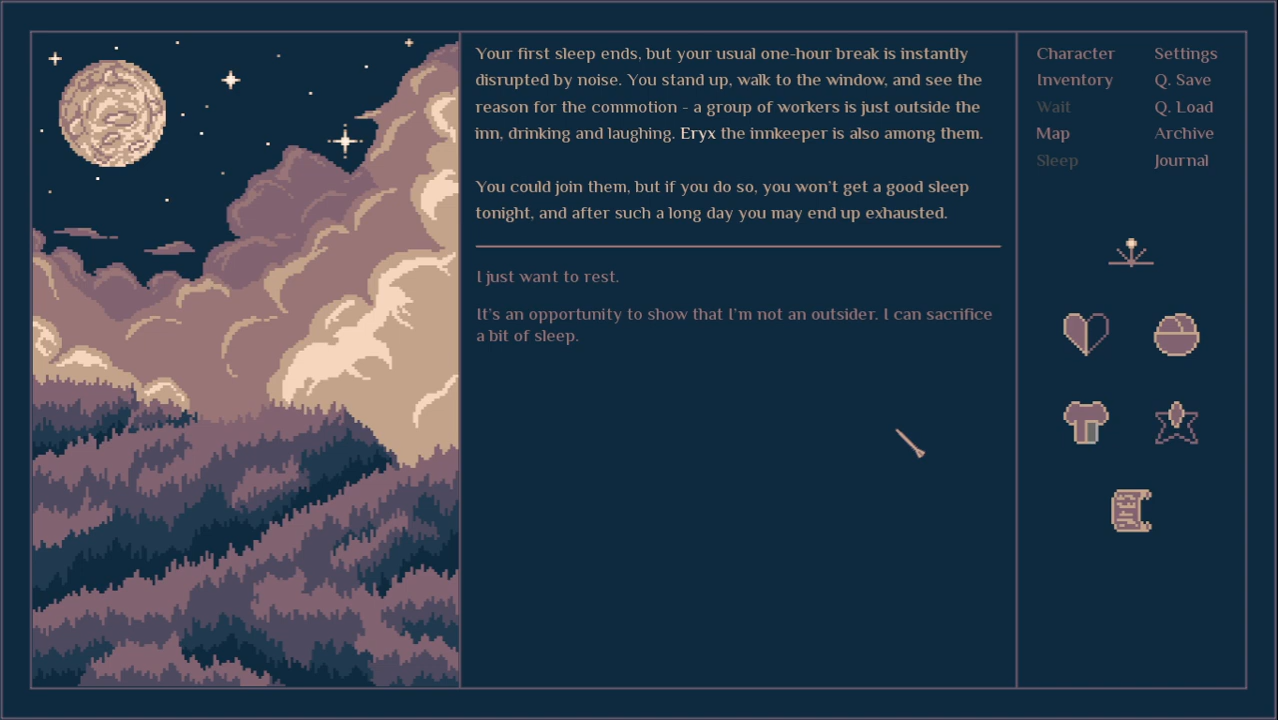 Your first sleep ends, but your usual one-hour break is instantly
disrupted by noise. You stand up, walk to the window, and see the
reason for the commotion - a group of workers is just outside the
inn, drinking and laughing. Eryx the innkeeper is also among them.
You could join them, but if you do so, you won't get a good sleep
tonight, and after such a long day you may end up exhausted.
I just want to rest.
It's an opportunity to show that I'm not an outsider. I can sacrifice
a bit of sleep.
Character
Inventory
Wait
Map
Sleep
Settings
Q. Save
Q. Load
Archive
Journal